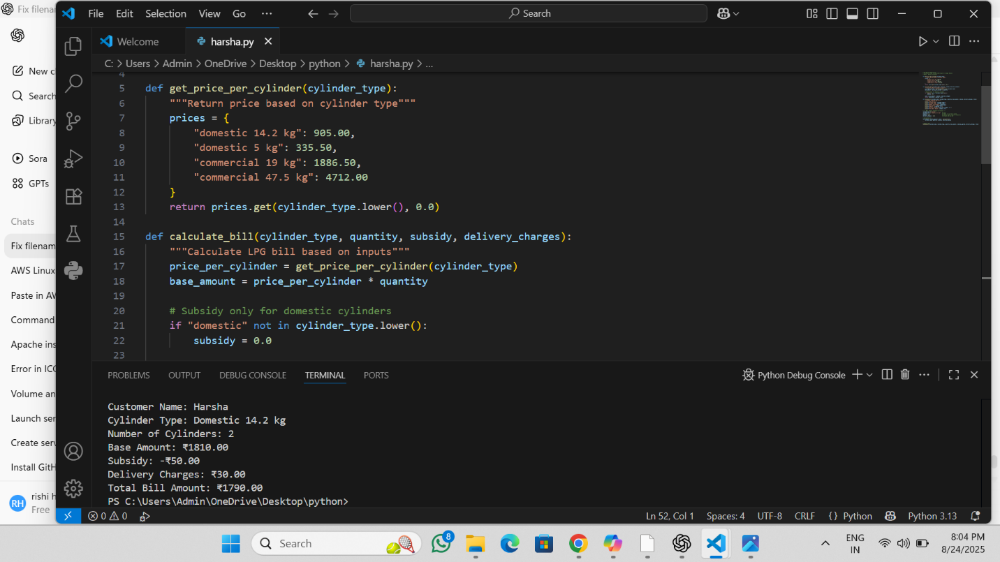 Fix filenam
File Edit Selection View Go ··· Search
Welcome harsha.py
C: > Users > Admin > OneDrive > Desktop > python > harsha.py > ...
New c
Search
Library
Sora
GPTs
Chats
Fix filenam
AWS Linux
Paste in AW
Command
Apache ins
Error in ICC
Volume an
Launch ser
Create serv
Install GitH
RH rishi h
Free
4
5 def get_price_per_cylinder(cylinder_type):
6 """Return price based on cylinder type"""
7 prices = {
8 "domestic 14.2 kg": 905.00,
9 "domestic 5 kg": 335.50,
10 "commercial 19 kg": 1886.50,
11 "commercial 47.5 kg": 4712.00
12 }
13 return prices.get(cylinder_type.lower(), 0.0)
14
15 def calculate_bill(cylinder_type, quantity, subsidy, delivery_charges):
16 """Calculate LPG bill based on inputs"""
17 price_per_cylinder = get_price_per_cylinder(cylinder_type)
18 base_amount = price_per_cylinder * quantity
19
20 # Subsidy only for domestic cylinders
21 if "domestic" not in cylinder_type.lower():
22 subsidy = 0.0
23
PROBLEMS OUTPUT DEBUG CONSOLE TERMINAL PORTS Python Debug Console
Customer Name: Harsha
Cylinder Type: Domestic 14.2 kg
Number of Cylinders: 2
Base Amount: ₹1810.00
Subsidy: -₹50.00
Delivery Charges: ₹30.00
Total Bill Amount: ₹1790.00
PS C:\Users\Admin\OneDrive\Desktop\python>
0 0 Ln 52, Col 1 Spaces: 4 UTF-8 CRLF {} Python Python 3.13
Search 8 ENG 8:04 PM
IN 8/24/2025